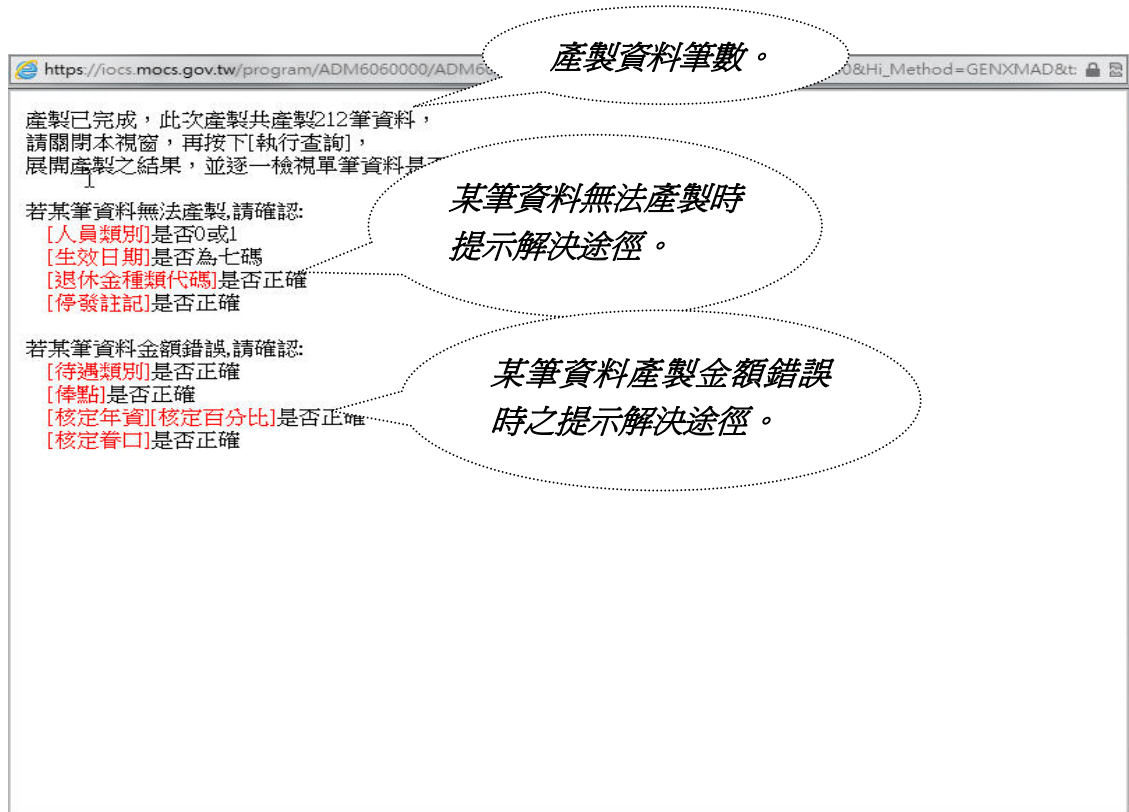 產製資料筆數。
https://iocs.mocs.gov.tw/program/ADM6060000/ADM6 0&Hi_Method=GENXMAD&t:
產製已完成，此次產製共產製212筆資料，
請關閉本視窗，再按下[執行查詢]，
展開產製之結果，並逐一檢視單筆資料是否
某筆資料無法產製時
提示解決途徑。
若某筆資料無法產製,請確認:
[人員類別]是否0或1
[生效日期]是否為七碼
[退休金種類代碼]是否正確
[停發註記]是否正確
若某筆資料金額錯誤,請確認:
[待遇類別]是否正確
[俸點]是否正確
[核定年資][核定百分比]是否正確
[核定眷口]是否正確
某筆資料產製金額錯誤
時之提示解決途徑。